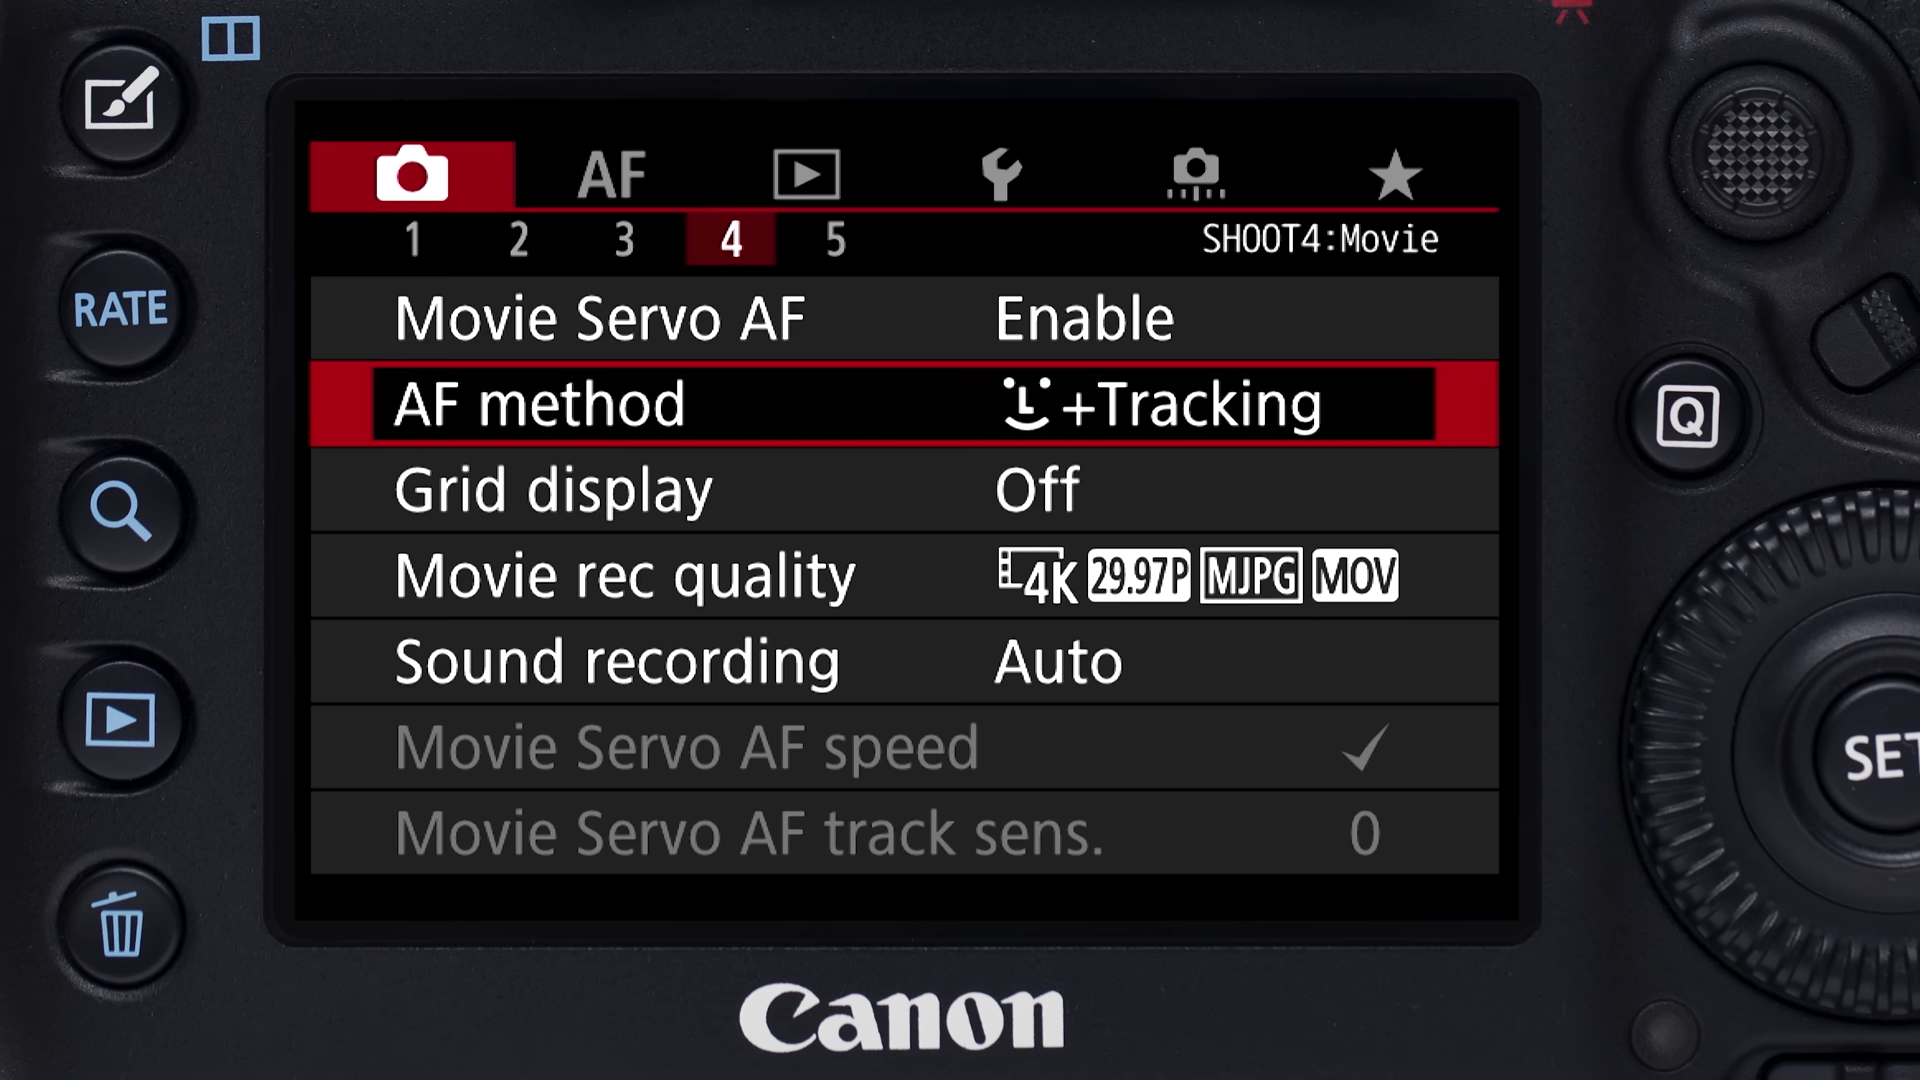 AF
1 2 3 4 5 SHOOT4:Movie
RATE
Movie Servo AF Enable
AF method +Tracking
Q
Grid display Off
Movie rec quality 4K 29.97P MJPG MOV
Sound recording Auto
Movie Servo AF speed
SET
Movie Servo AF track sens. 0
Canon